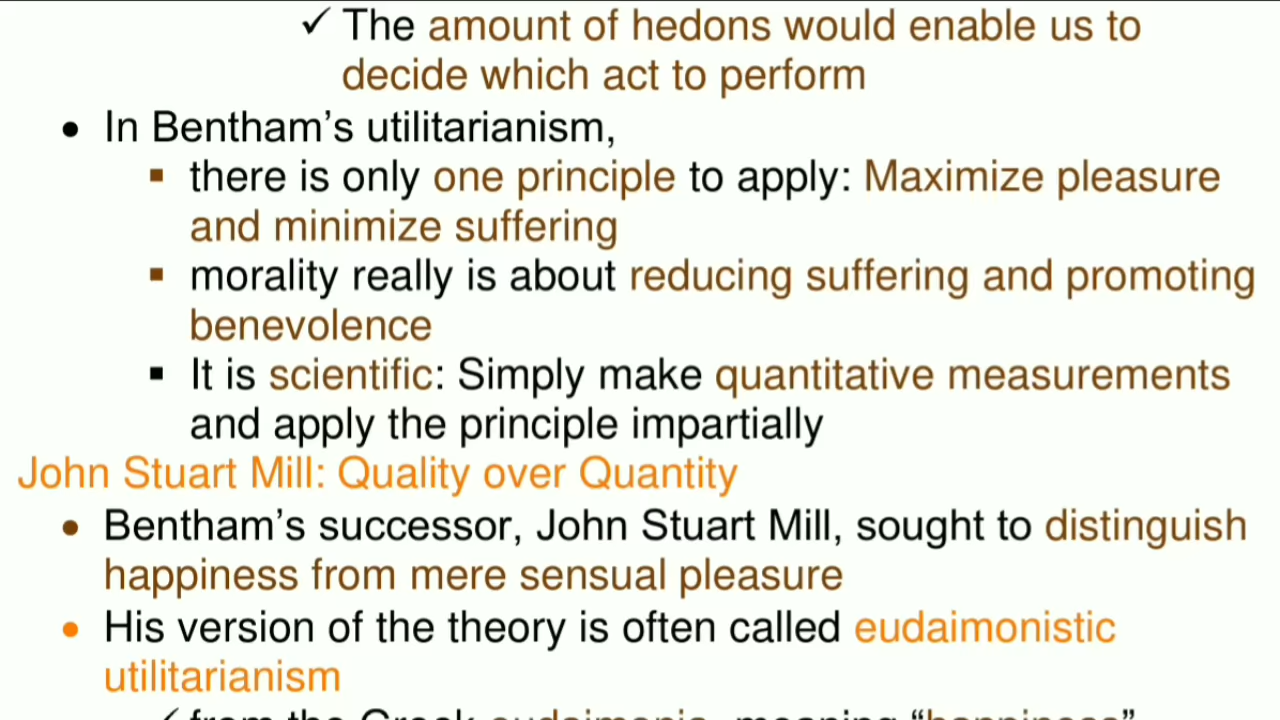 ✓ The amount of hedons would enable us to
decide which act to perform
• In Bentham's utilitarianism,
▪ there is only one principle to apply: Maximize pleasure
and minimize suffering
▪ morality really is about reducing suffering and promoting
benevolence
▪ It is scientific: Simply make quantitative measurements
and apply the principle impartially
John Stuart Mill: Quality over Quantity
• Bentham's successor, John Stuart Mill, sought to distinguish
happiness from mere sensual pleasure
• His version of the theory is often called eudaimonistic
utilitarianism
✓ from the Greek eudaimonia, meaning “happiness”